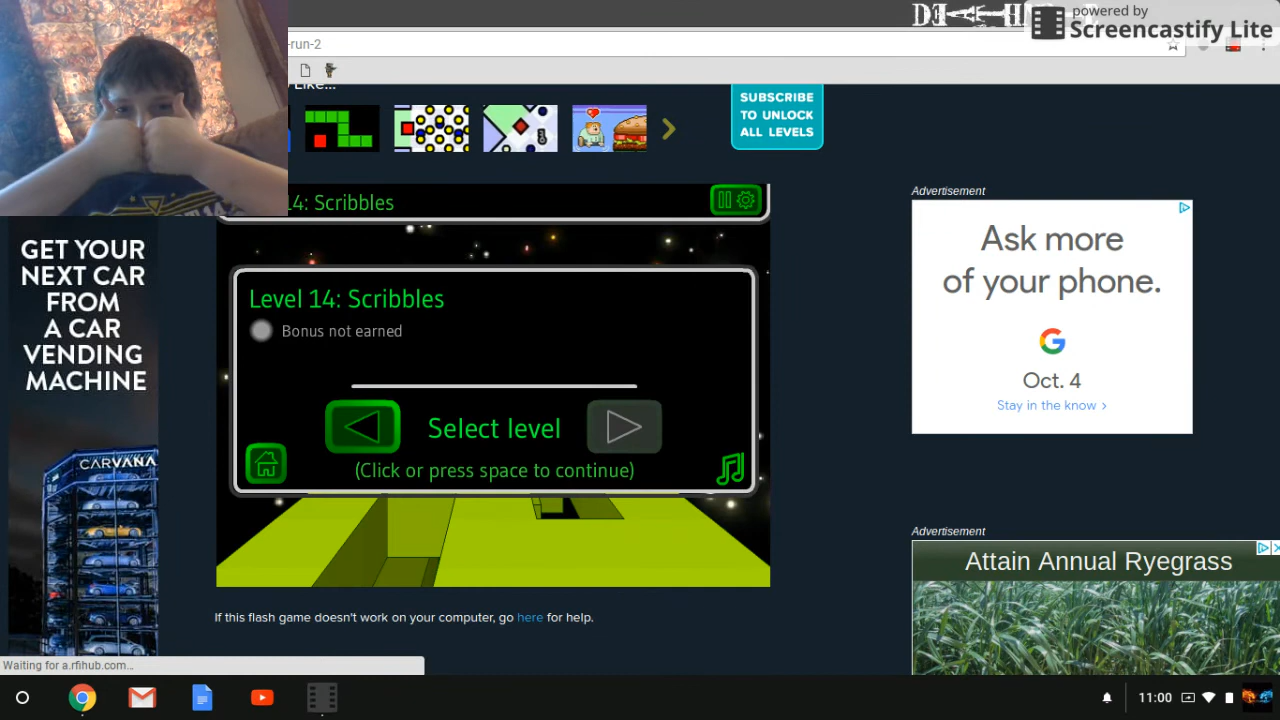 powered by
Screencastify Lite
-run-2
Like...
SUBSCRIBE
TO UNLOCK
ALL LEVELS
14: Scribbles
Advertisement
Ask more
of your phone.
Oct. 4
Stay in the know ›
GET YOUR
NEXT CAR
FROM
A CAR
VENDING
MACHINE
CARVANA
Level 14: Scribbles
Bonus not earned
Select level
(Click or press space to continue)
Advertisement
Attain Annual Ryegrass
If this flash game doesn't work on your computer, go here for help.
Waiting for a.rfihub.com...
11:00